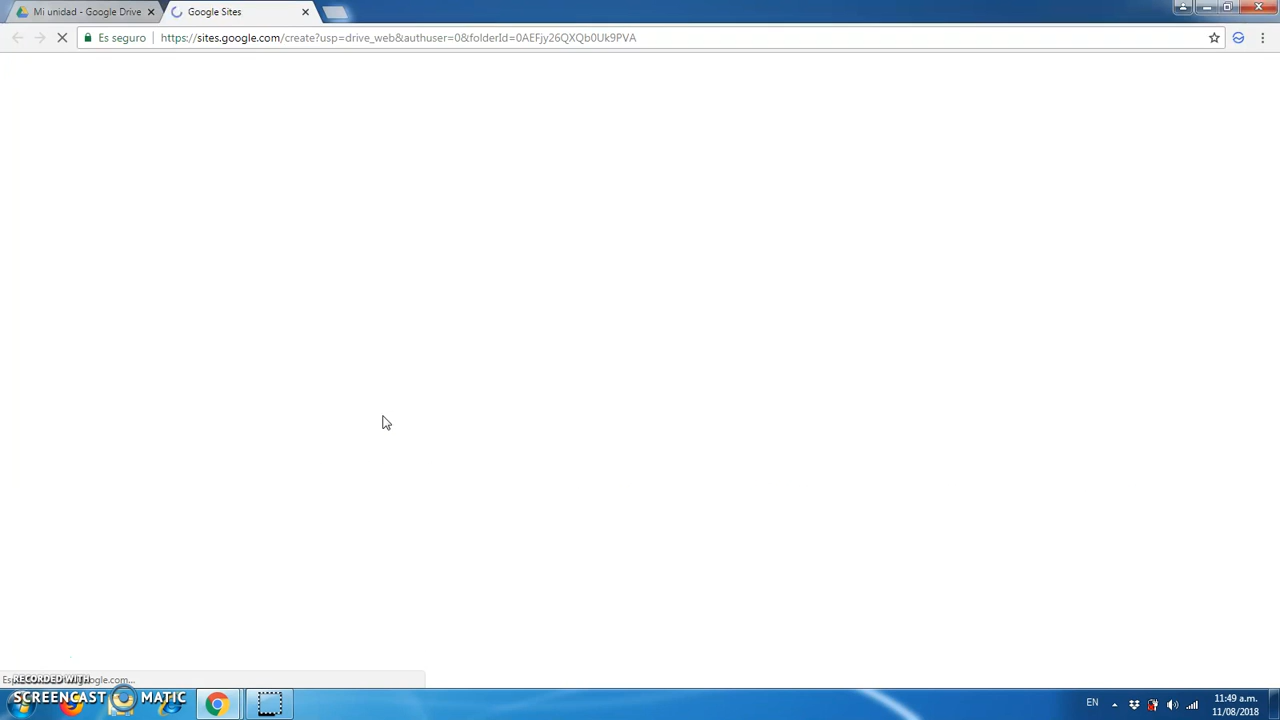 Mi unidad - Google Drive
Google Sites
Es seguro
https://sites.google.com/create?usp=drive_web&authuser=0&folderId=0AEFjy26QXQb0Uk9PVA
RECORDED WITH
SCREENCAST MATIC
EN
11:49 a.m.
11/08/2018